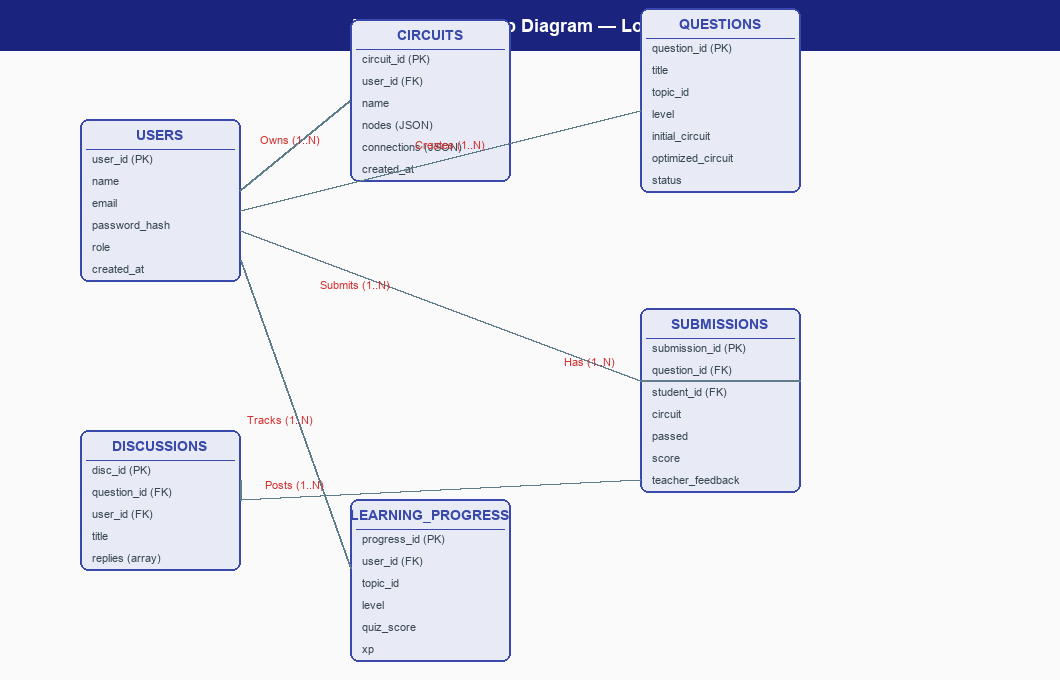 Diagram — Lo
CIRCUITS
circuit_id (PK)
user_id (FK)
name
nodes (JSON)
connections (JSON)
created_at
QUESTIONS
question_id (PK)
title
topic_id
level
initial_circuit
optimized_circuit
status
USERS
user_id (PK)
name
email
password_hash
role
created_at
Owns (1..N)
Creates (1..N)
Submits (1..N)
Has (1..N)
SUBMISSIONS
submission_id (PK)
question_id (FK)
student_id (FK)
circuit
passed
score
teacher_feedback
Tracks (1..N)
Posts (1..N)
DISCUSSIONS
disc_id (PK)
question_id (FK)
user_id (FK)
title
replies (array)
LEARNING_PROGRESS
progress_id (PK)
user_id (FK)
topic_id
level
quiz_score
xp